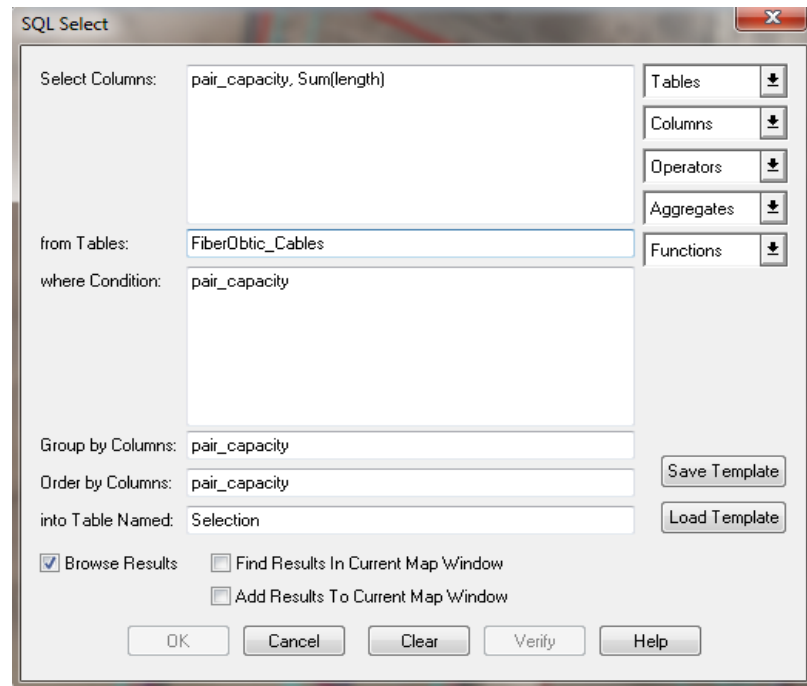 SQL Select
Select Columns: pair_capacity, Sum(length) Tables
Columns
Operators
Aggregates
from Tables: FiberObtic_Cables Functions
where Condition: pair_capacity
Group by Columns: pair_capacity
Save Template
Order by Columns: pair_capacity
into Table Named: Selection Load Template
Browse Results Find Results In Current Map Window
Add Results To Current Map Window
OK Cancel Clear Verify Help